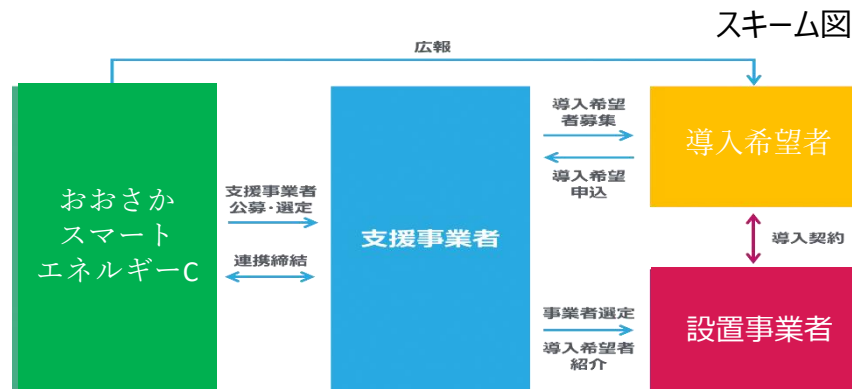 スキーム図
広報
おおさか
スマート
エネルギーC
支援事業者
公募・選定
連携締結
支援事業者
導入希望
者募集
導入希望
申込
事業者選定
導入希望者
紹介
導入希望者
導入契約
設置事業者